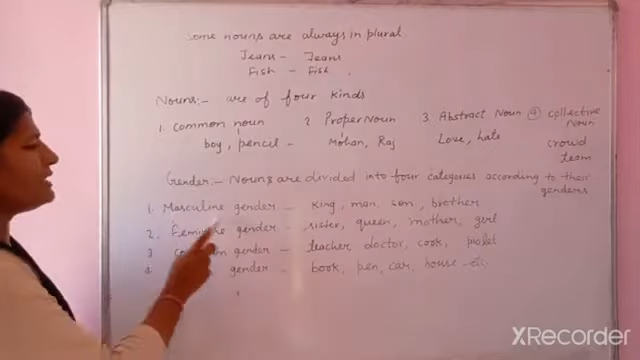 Some nouns are always in plural.
Jeans - Jeans
Fish - Fish
Nouns:- are of four kinds
1. Common noun 2 Proper Noun 3 Abstract Noun 4 collective Noun
boy, pencil - Mohan, Raj Love, hate crowd team
Gender:- Nouns are divided into four categories according to their genders
1. Masculine gender - King, man, son, brother
2. gender - sister, queen, mother, girl
3 gender - teacher, doctor, cook,
4 gender - book, pen, car, house etc.
XRecorder